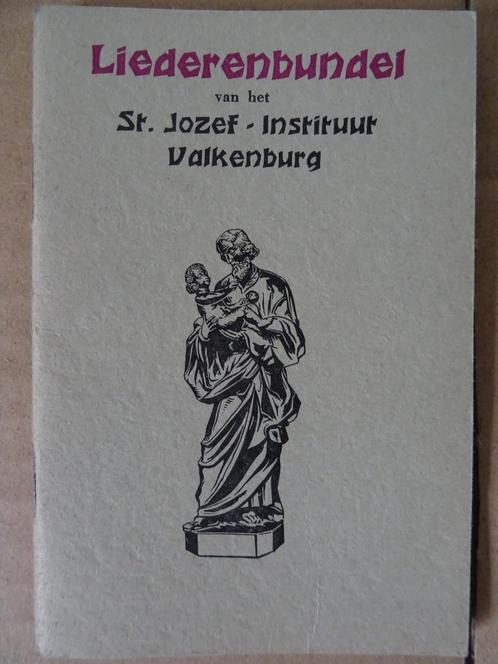 Liederenbundel
van het
St. Jozef - Instituut
Valkenburg